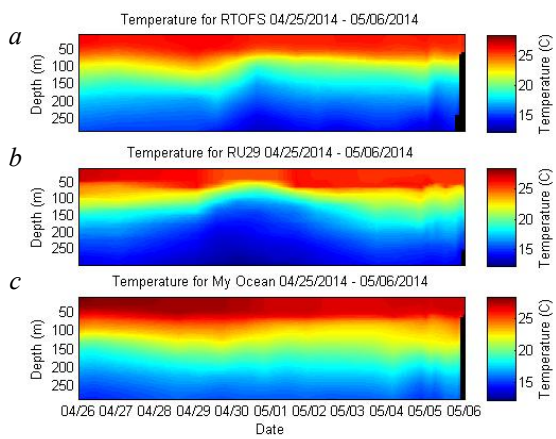 a
Temperature for RTOFS 04/25/2014 - 05/06/2014
Depth (m)
50
100
150
200
250
25
20
15
Temperature (C)
b
Temperature for RU29 04/25/2014 - 05/06/2014
Depth (m)
50
100
150
200
250
25
20
15
Temperature (C)
c
Temperature for My Ocean 04/25/2014 - 05/06/2014
Depth (m)
50
100
150
200
250
25
20
15
Temperature (C)
04/26 04/27 04/28 04/29 04/30 05/01 05/02 05/03 05/04 05/05 05/06
Date